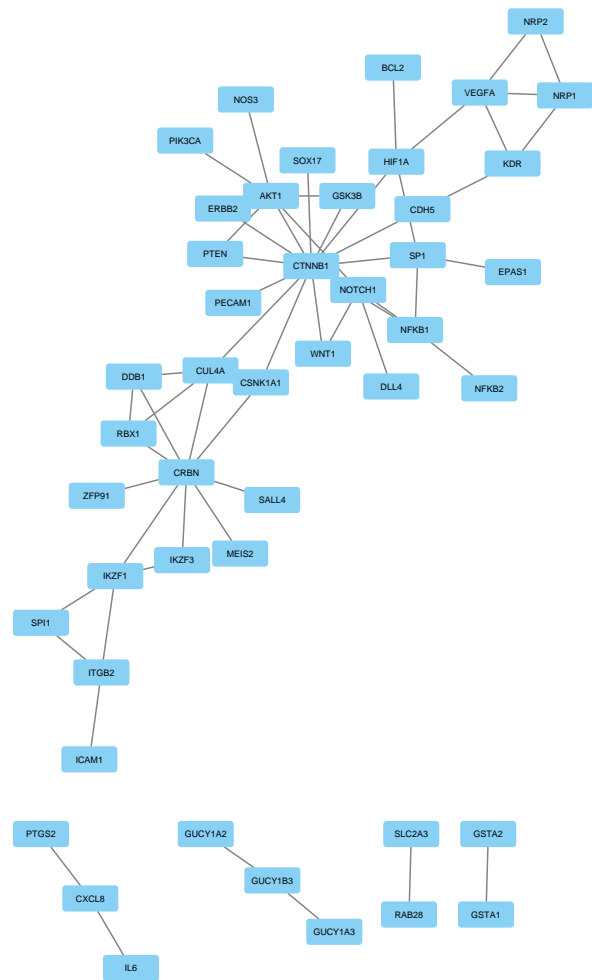 NRP2
BCL2
VEGFA
NRP1
NOS3
PIK3CA
SOX17
HIF1A
KDR
AKT1
GSK3B
ERBB2
CDH5
PTEN
CTNNB1
SP1
EPAS1
NOTCH1
PECAM1
NFKB1
WNT1
CUL4A
DDB1
CSNK1A1
DLL4
NFKB2
RBX1
CRBN
ZFP91
SALL4
MEIS2
IKZF3
IKZF1
SPI1
ITGB2
ICAM1
PTGS2
GUCY1A2
SLC2A3
GSTA2
GUCY1B3
CXCL8
RAB28
GSTA1
GUCY1A3
IL6